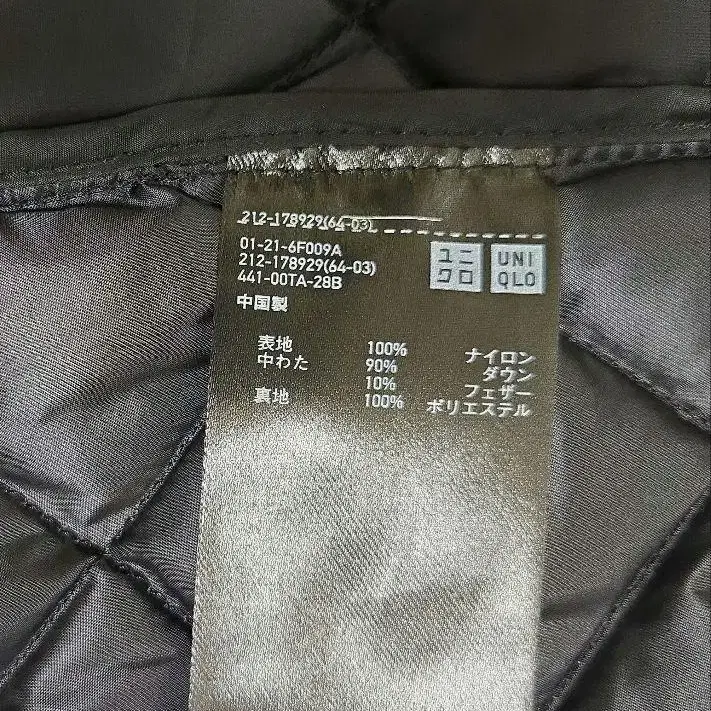 212-178929(64-03)
01-21-6F009A
212-178929(64-03)
441-00TA-28B
ユニクロ
UNIQLO
中国製
表地 100% ナイロン
中わた 90% ダウン
10% フェザー
裏地 100% ポリエステル